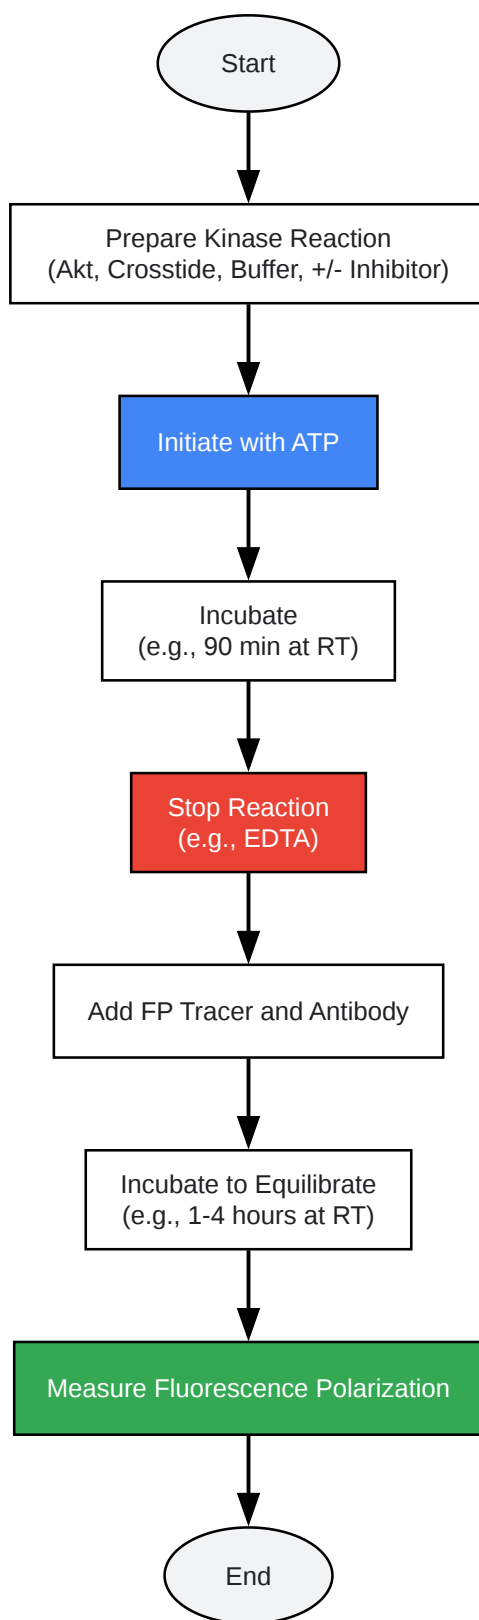 Start
Prepare Kinase Reaction
(Akt, Crosstide, Buffer, +/- Inhibitor)
Initiate with ATP
Incubate
(e.g., 90 min at RT)
Stop Reaction
(e.g., EDTA)
Add FP Tracer and Antibody
Incubate to Equilibrate
(e.g., 1-4 hours at RT)
Measure Fluorescence Polarization
End